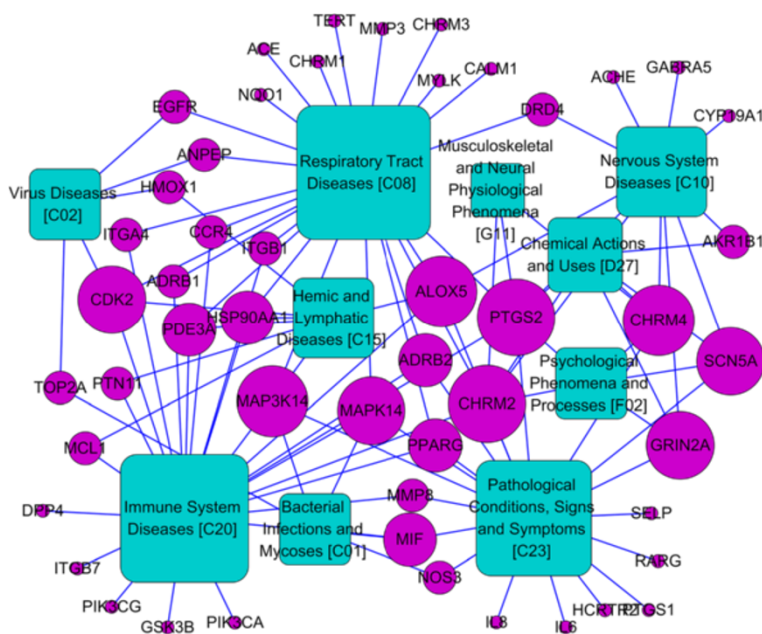 TERT
MMP3
CHRM3
ACE
CHRM1
MYLK
CALM1
NOD1
ACHE
GABRA5
CYP19A1
EGFR
DRD4
ANPEP
HMOX1
Virus Diseases
[C02]
Respiratory Tract
Diseases [C08]
Musculoskeletal and
Neural
Physiological
Phenomena
[G11]
Nervous System
Diseases [C10]
ITGA4
CCR4
ITGB1
Chemical Actions
and Uses [D27]
AKR1B1
ADRB1
CDK2
PDE3A
HSP90AA1
Hemic and
Lymphatic
Diseases [C15]
ALOX5
PTGS2
CHRM4
ADRB2
Psychological
Phenomena and
Processes [F02]
SCN5A
TOP2A
PTN11
MAP3K14
MAPK14
CHRM2
MCL1
PPARG
GRIN2A
DPP4
Immune System
Diseases [C20]
Bacterial
Infections and
Mycoses [C01]
MMP8
MIF
NOS3
Pathological
Conditions, Signs
and Symptoms
[C23]
SELP
RARG
ITGB7
PIK3CG
GSK3B
PIK3CA
IL8
IL6
HCRTR2
PTGS1